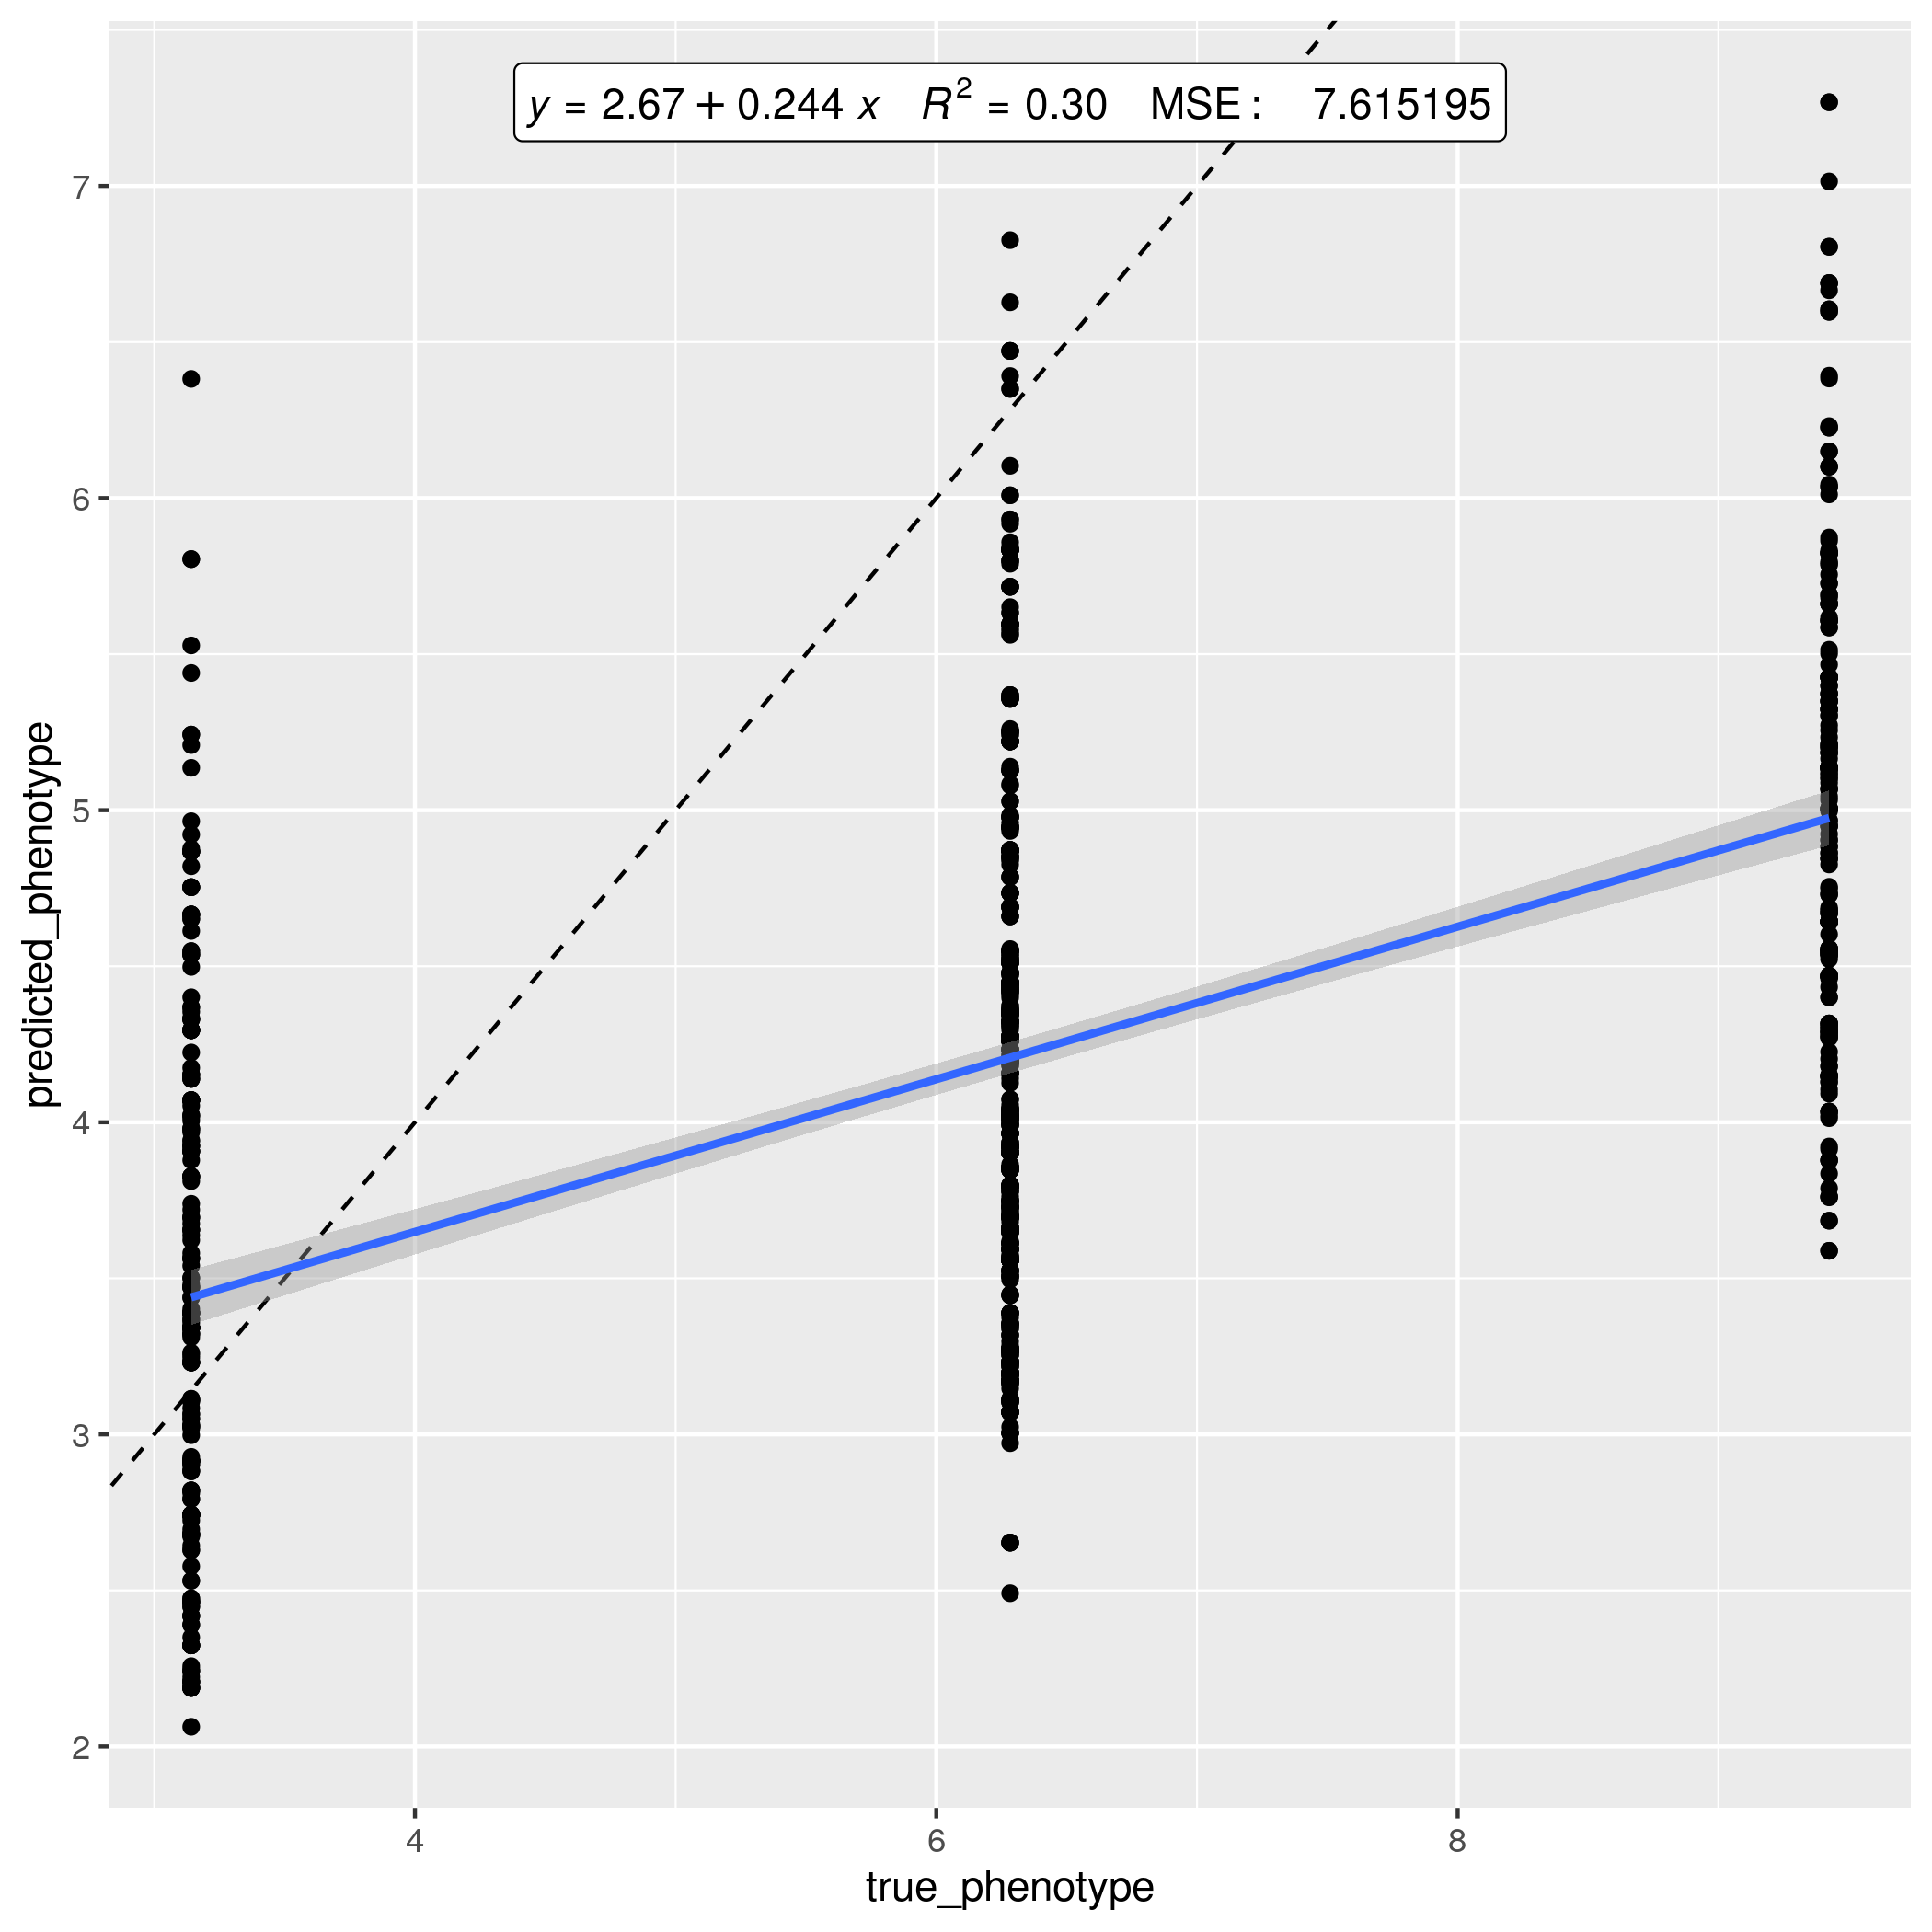 y = 2.67 + 0.244 x R² = 0.30 MSE : 7.615195
7
6
5
4
3
2
predicted_phenotype
4 6 8
true_phenotype